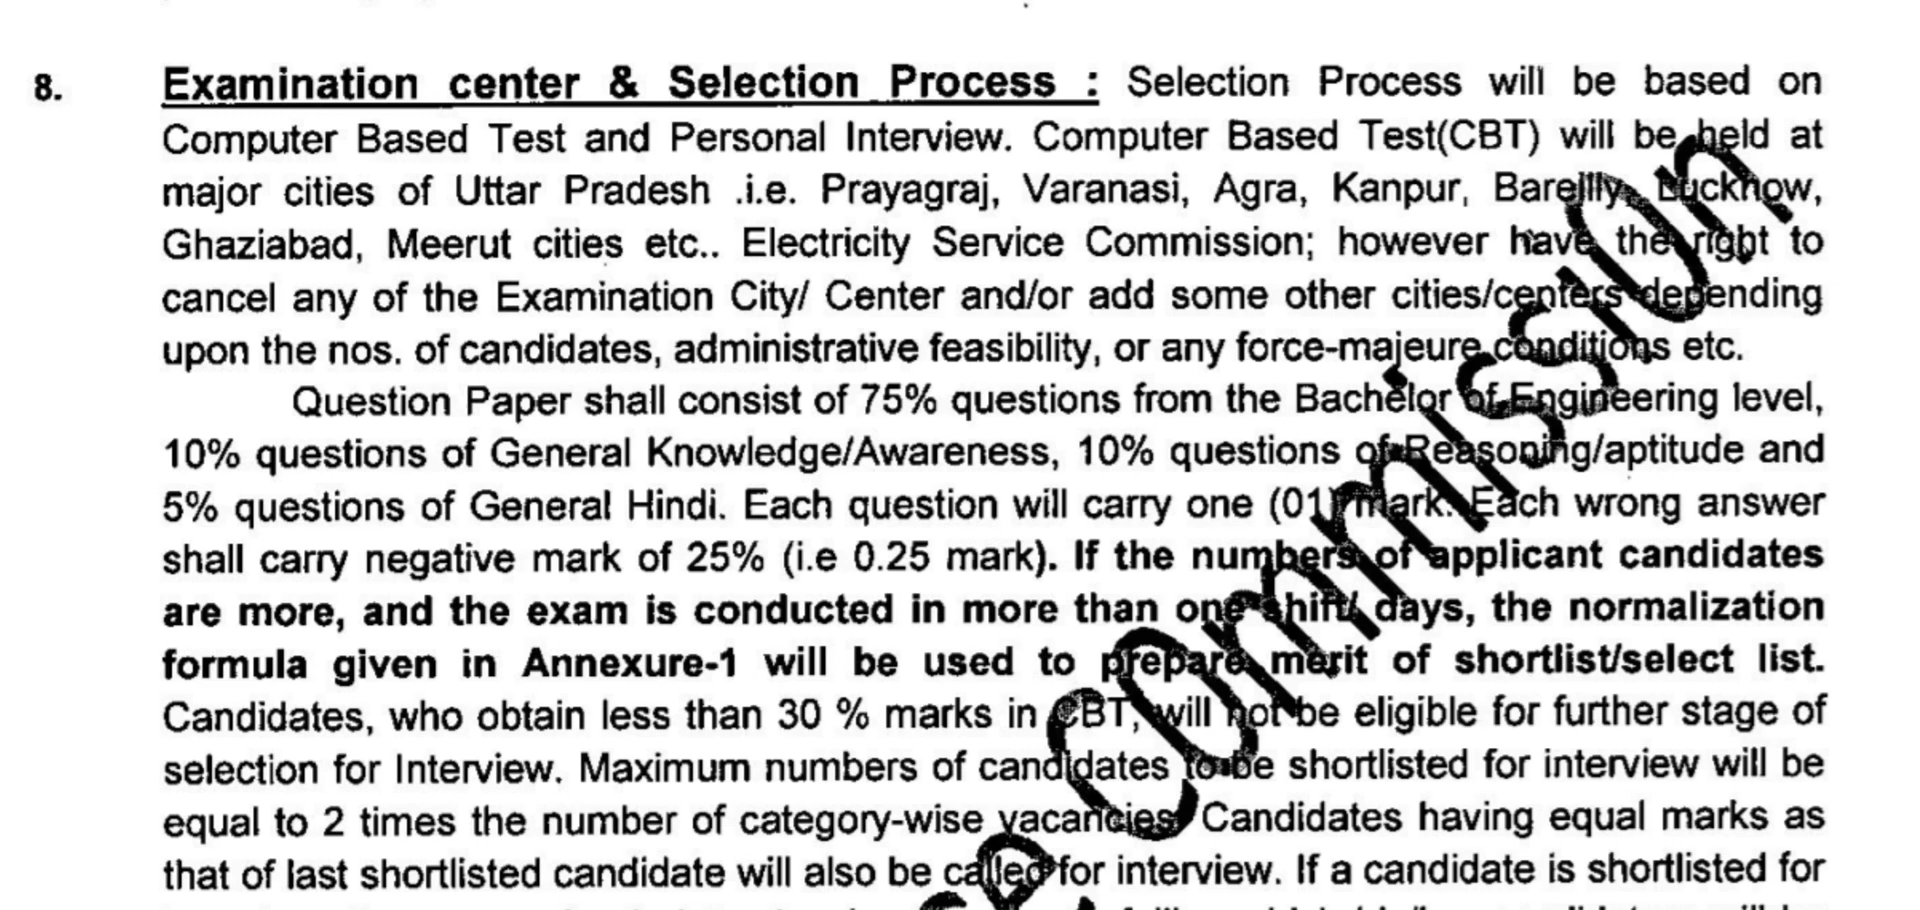 8. Examination center & Selection Process : Selection Process will be based on
Computer Based Test and Personal Interview. Computer Based Test(CBT) will be held at
major cities of Uttar Pradesh .i.e. Prayagraj, Varanasi, Agra, Kanpur, Bareilly, Lucknow,
Ghaziabad, Meerut cities etc.. Electricity Service Commission; however have the right to
cancel any of the Examination City/ Center and/or add some other cities/centers depending
upon the nos. of candidates, administrative feasibility, or any force-majeure conditions etc.
Question Paper shall consist of 75% questions from the Bachelor of Engineering level,
10% questions of General Knowledge/Awareness, 10% questions of Reasoning/aptitude and
5% questions of General Hindi. Each question will carry one (01) mark. Each wrong answer
shall carry negative mark of 25% (i.e 0.25 mark). If the numbers of applicant candidates
are more, and the exam is conducted in more than one shift/ days, the normalization
formula given in Annexure-1 will be used to prepare merit of shortlist/select list.
Candidates, who obtain less than 30 % marks in CBT, will not be eligible for further stage of
selection for Interview. Maximum numbers of candidates to be shortlisted for interview will be
equal to 2 times the number of category-wise vacancies. Candidates having equal marks as
that of last shortlisted candidate will also be called for interview. If a candidate is shortlisted for
Commission